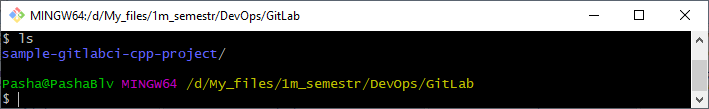 MINGW64:/d/My_files/1m_semestr/DevOps/GitLab
$ ls
sample-gitlabci-cpp-project/
Pasha@PashaBlv MINGW64 /d/My_files/1m_semestr/DevOps/GitLab
$